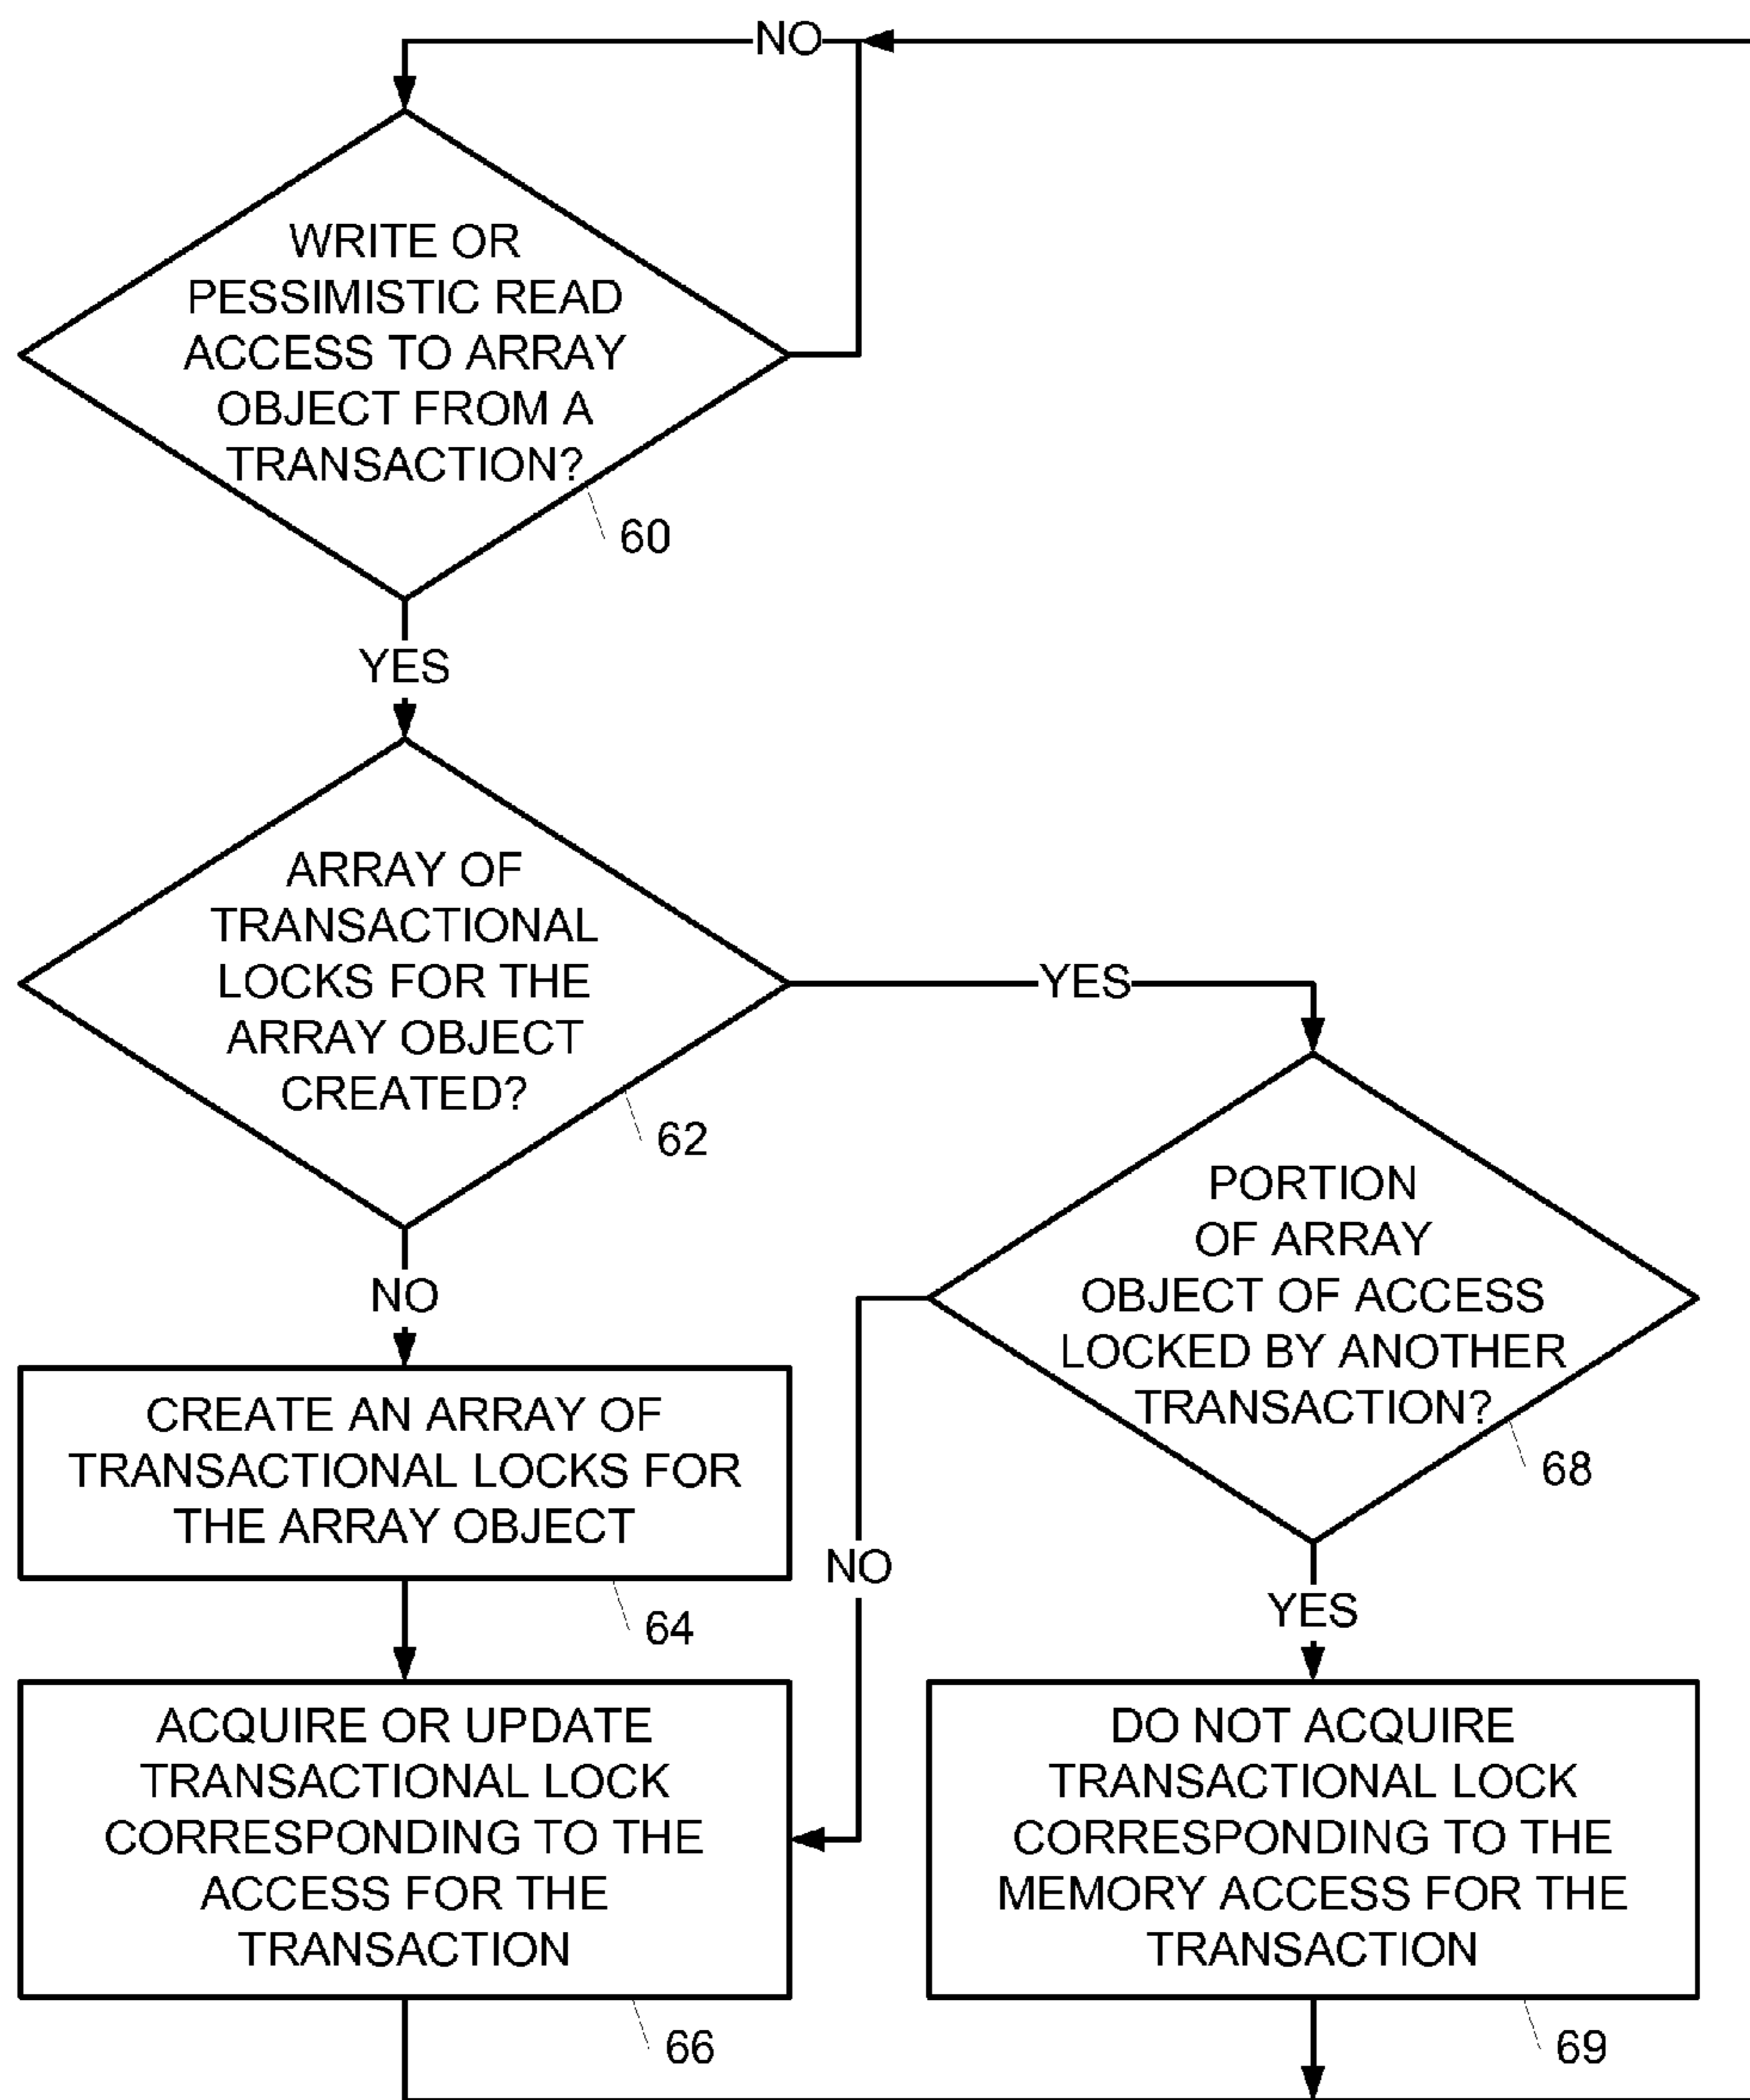 NO
WRITE OR
PESSIMISTIC READ
ACCESS TO ARRAY
OBJECT FROM A
TRANSACTION?
60
YES
ARRAY OF
TRANSACTIONAL
LOCKS FOR THE
ARRAY OBJECT
CREATED?
62
YES
NO
PORTION
OF ARRAY
OBJECT OF ACCESS
LOCKED BY ANOTHER
TRANSACTION?
68
CREATE AN ARRAY OF
TRANSACTIONAL LOCKS FOR
THE ARRAY OBJECT
64
NO
YES
ACQUIRE OR UPDATE
TRANSACTIONAL LOCK
CORRESPONDING TO THE
ACCESS FOR THE
TRANSACTION
66
DO NOT ACQUIRE
TRANSACTIONAL LOCK
CORRESPONDING TO THE
MEMORY ACCESS FOR THE
TRANSACTION
69